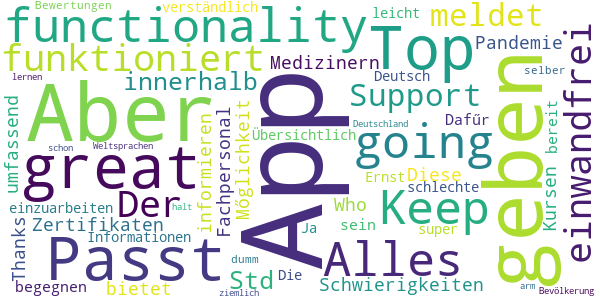 Bewertungen
verständlich
leicht
meldet
functionality
Top
Pandemie
funktioniert
Medizinern
innerhalb
Deutsch
selber
lernen
Aber
App
Support
geben
einwandfrei
umfassend
Fachpersonal
Möglichkeit
Übersichtlich
Deutschland
Dafür
Kursen
bereit
schon
Weltsprachen
great
going
informieren
Ernst
Diese
Der
Keep
schlechte
einzuarbeiten
Zertifikaten
Who
sein
super
Thanks
Informationen
Ja
Passt
Alles
begegnen
bietet
Std
Die
dumm
Schwierigkeiten
halt
ziemlich
arm
Bevölkerung